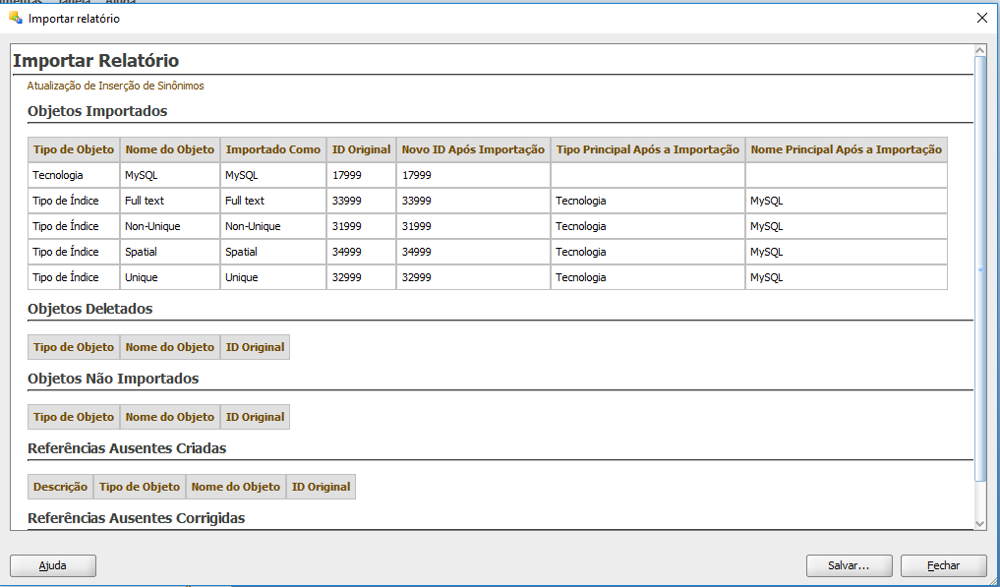 Importar relatório
Importar Relatório
Atualização de Inserção de Sinônimos
Objetos Importados
Tipo de Objeto Nome do Objeto Importado Como ID Original Novo ID Após Importação Tipo Principal Após a Importação Nome Principal Após a Importação
Tecnologia MySQL MySQL 17999 17999
Tipo de Índice Full text Full text 33999 33999 Tecnologia MySQL
Tipo de Índice Non-Unique Non-Unique 31999 31999 Tecnologia MySQL
Tipo de Índice Spatial Spatial 34999 34999 Tecnologia MySQL
Tipo de Índice Unique Unique 32999 32999 Tecnologia MySQL
Objetos Deletados
Tipo de Objeto Nome do Objeto ID Original
Objetos Não Importados
Tipo de Objeto Nome do Objeto ID Original
Referências Ausentes Criadas
Descrição Tipo de Objeto Nome do Objeto ID Original
Referências Ausentes Corrigidas
Ajuda Salvar... Fechar